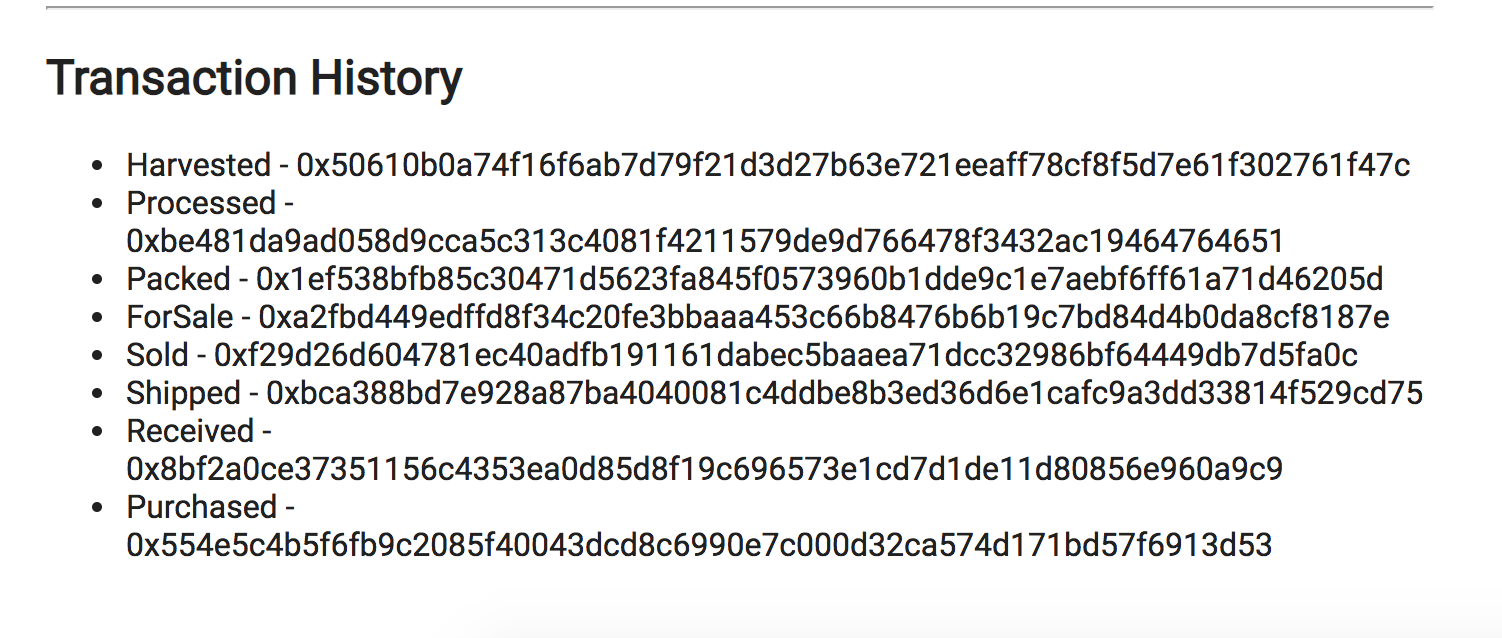 Transaction History
• Harvested - 0x50610b0a74f16f6ab7d79f21d3d27b63e721eeaff78cf8f5d7e61f302761f47c
• Processed -
0xbe481da9ad058d9cca5c313c4081f4211579de9d766478f3432ac19464764651
• Packed - 0x1ef538bfb85c30471d5623fa845f0573960b1dde9c1e7aebf6ff61a71d46205d
• ForSale - 0xa2fbd449edffd8f34c20fe3bbaaa453c66b8476b6b19c7bd84d4b0da8cf8187e
• Sold - 0xf29d26d604781ec40adfb191161dabec5baaea71dcc32986bf64449db7d5fa0c
• Shipped - 0xbca388bd7e928a87ba4040081c4ddbe8b3ed36d6e1cafc9a3dd33814f529cd75
• Received -
0x8bf2a0ce37351156c4353ea0d85d8f19c696573e1cd7d1de11d80856e960a9c9
• Purchased -
0x554e5c4b5f6fb9c2085f40043dcd8c6990e7c000d32ca574d171bd57f6913d53